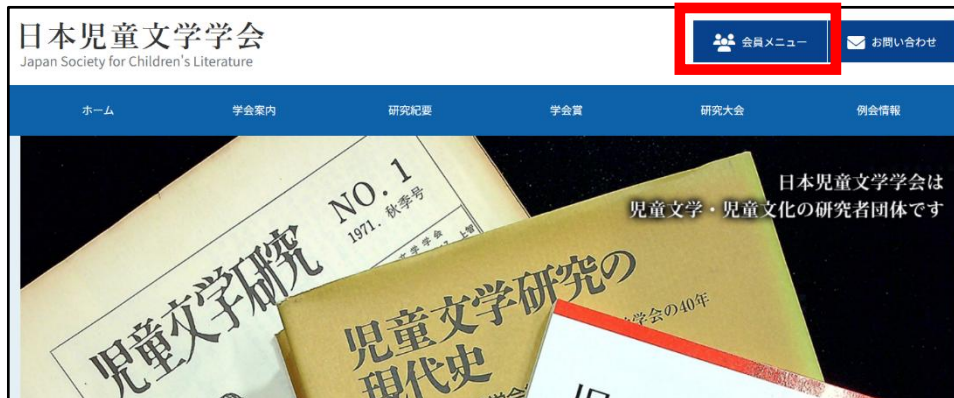 日本児童文学学会
Japan Society for Children's Literature
会員メニュー
お問い合わせ
ホーム
学会案内
研究紀要
学会賞
研究大会
例会情報
日本児童文学学会は
児童文学・児童文化の研究者団体です
NO. 1
1971. 秋季号
児童文学研究
児童文学研究の
現代史
学会の40年